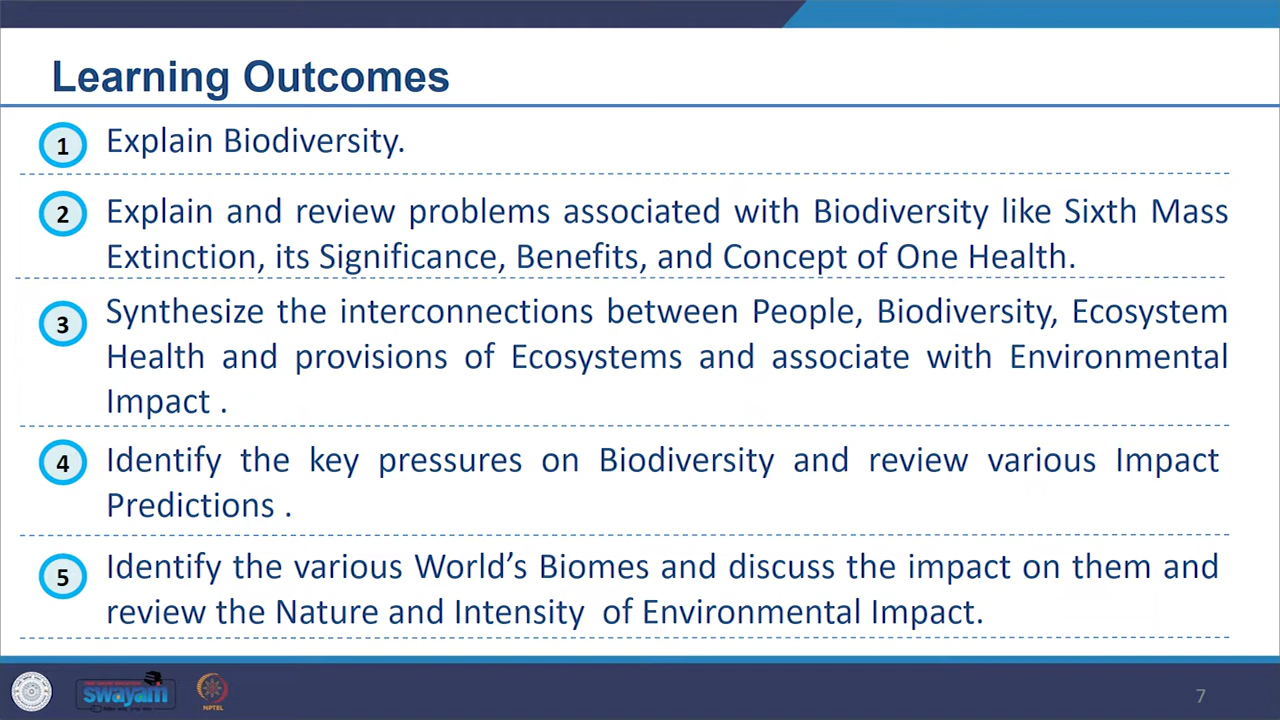 Learning Outcomes
1 Explain Biodiversity.
2 Explain and review problems associated with Biodiversity like Sixth Mass
Extinction, its Significance, Benefits, and Concept of One Health.
3 Synthesize the interconnections between People, Biodiversity, Ecosystem
Health and provisions of Ecosystems and associate with Environmental
Impact .
4 Identify the key pressures on Biodiversity and review various Impact
Predictions .
5 Identify the various World’s Biomes and discuss the impact on them and
review the Nature and Intensity of Environmental Impact.
swayam
NPTEL
7